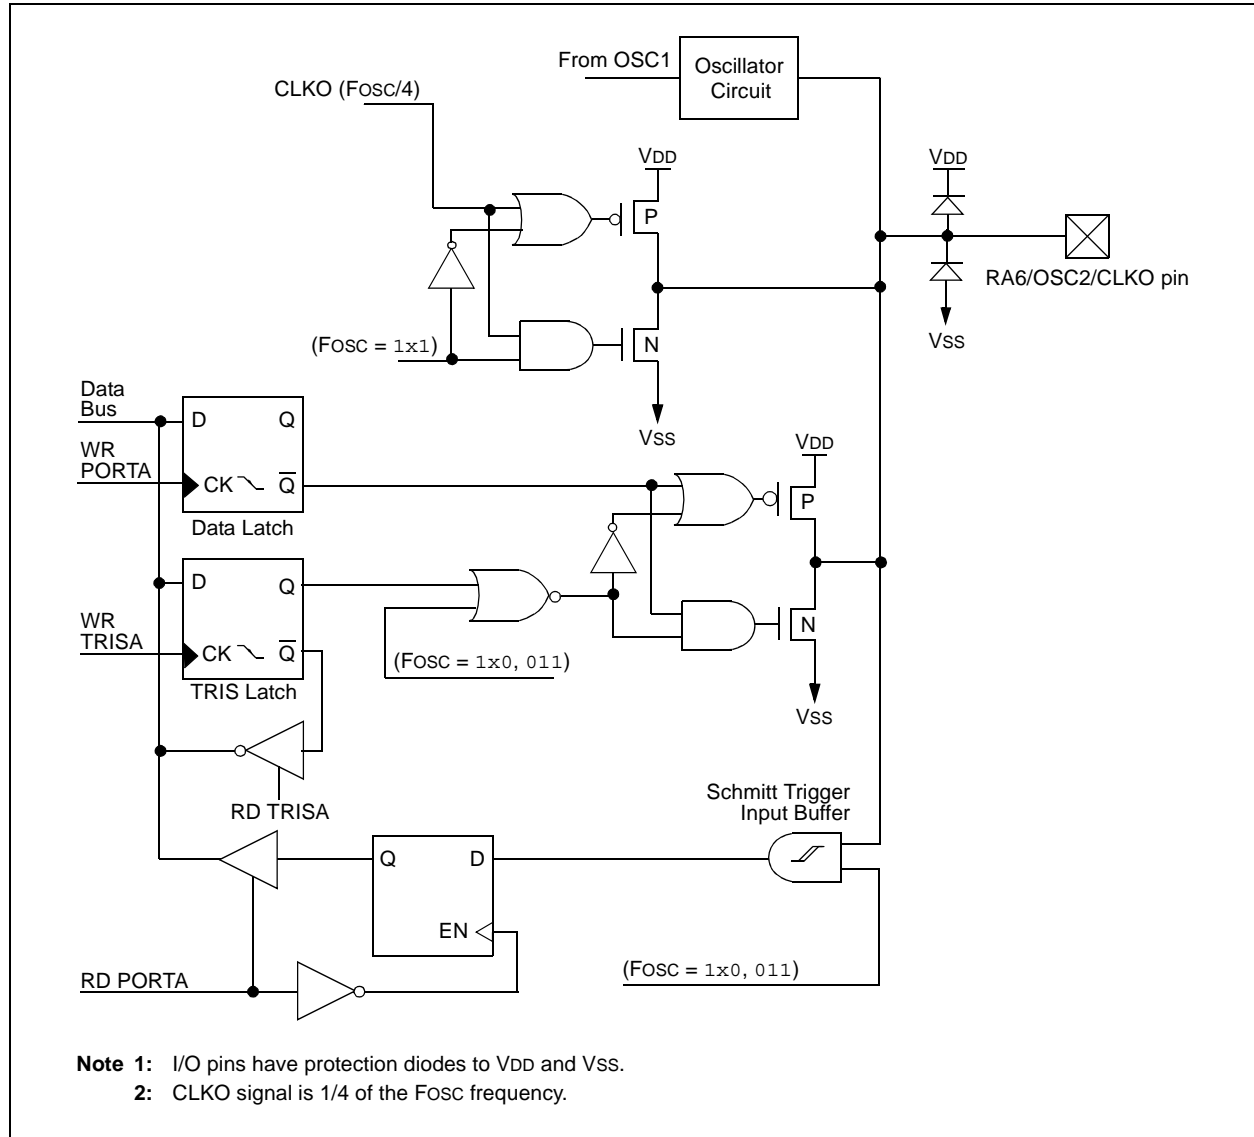 From OSC1
Oscillator
Circuit
CLKO (FOSC/4)
VDD
P
VDD
RA6/OSC2/CLKO pin
VSS
(FOSC = 1x1)
N
VSS
Data
Bus
D
Q
WR
PORTA
CK
Q
Data Latch
VDD
P
D
Q
WR
TRISA
CK
Q
TRIS Latch
(FOSC = 1x0, 011)
N
VSS
RD TRISA
Schmitt Trigger
Input Buffer
Q
D
EN
RD PORTA
(FOSC = 1x0, 011)
Note 1: I/O pins have protection diodes to VDD and VSS.
2: CLKO signal is 1/4 of the FOSC frequency.